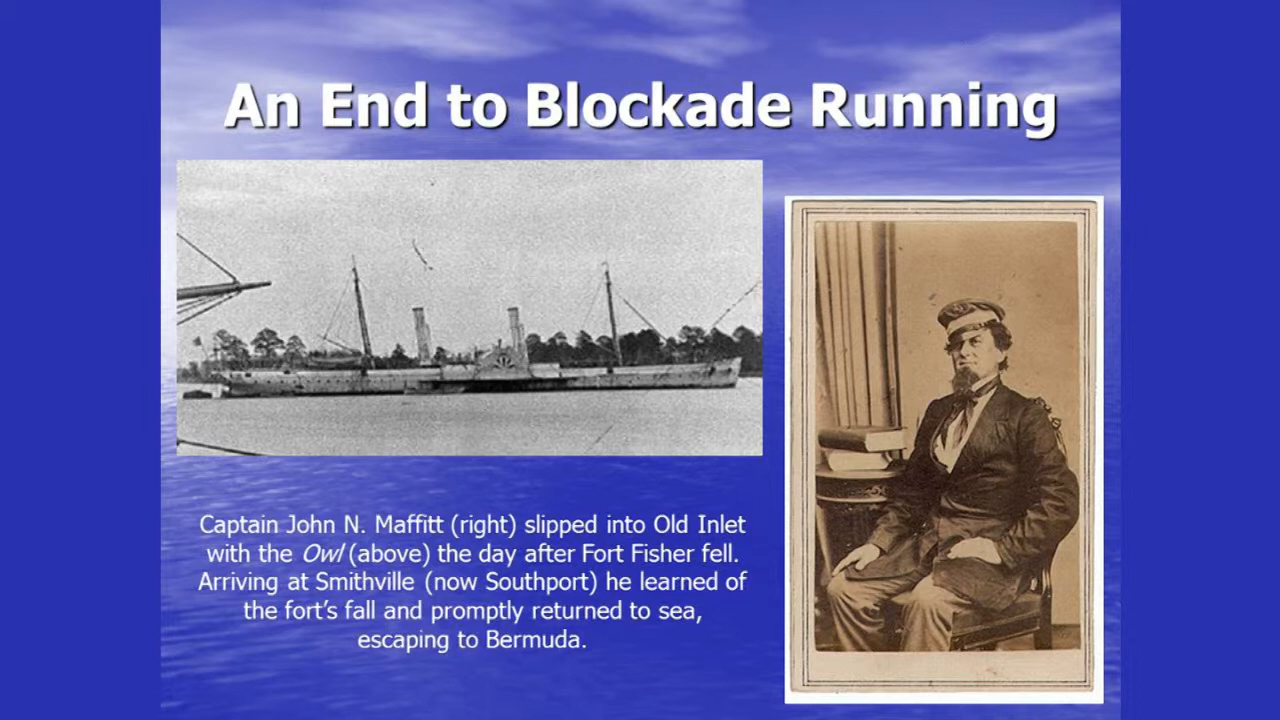 An End to Blockade Running
Captain John N. Maffitt (right) slipped into Old Inlet
with the Owl (above) the day after Fort Fisher fell.
Arriving at Smithville (now Southport) he learned of
the fort’s fall and promptly returned to sea,
escaping to Bermuda.